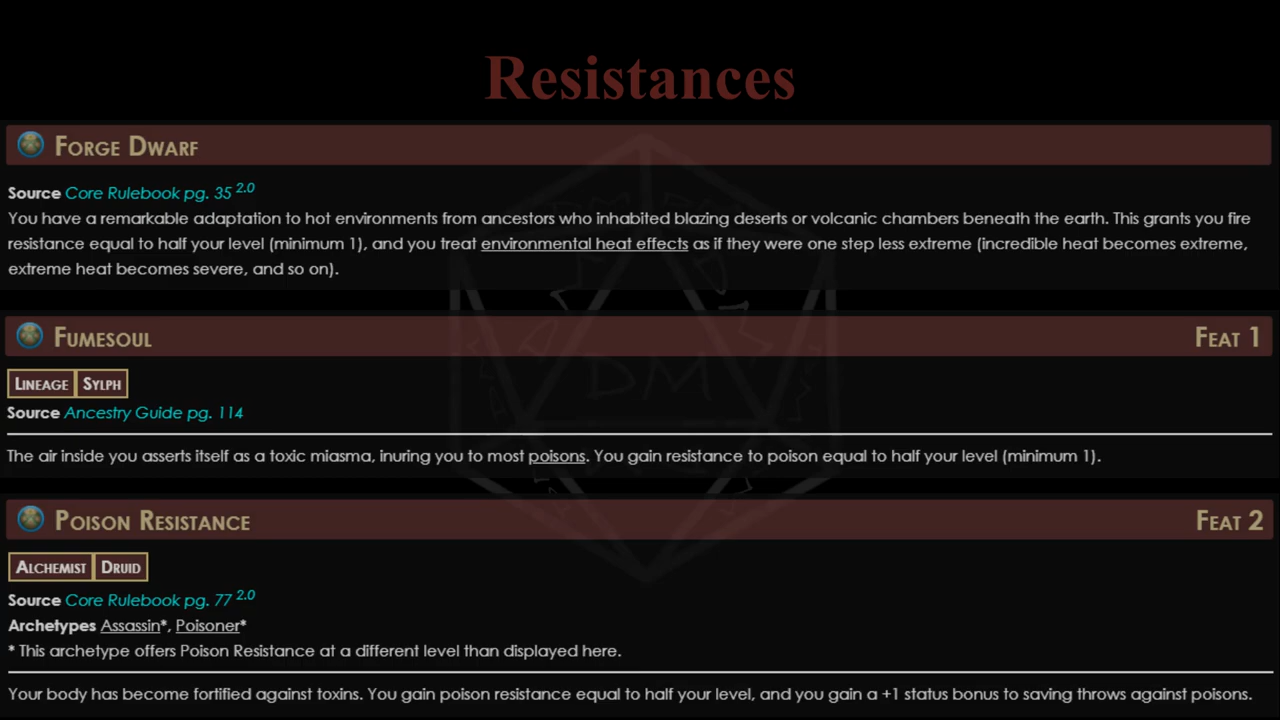 Resistances
Forge Dwarf
Source Core Rulebook pg. 35 2.0
You have a remarkable adaptation to hot environments from ancestors who inhabited blazing deserts or volcanic chambers beneath the earth. This grants you fire
resistance equal to half your level (minimum 1), and you treat environmental heat effects as if they were one step less extreme (incredible heat becomes extreme,
extreme heat becomes severe, and so on).
Fumesoul Feat 1
Lineage Sylph
Source Ancestry Guide pg. 114
The air inside you asserts itself as a toxic miasma, inuring you to most poisons. You gain resistance to poison equal to half your level (minimum 1).
DM
Poison Resistance Feat 2
Alchemist Druid
Source Core Rulebook pg. 77 2.0
Archetypes Assassin*, Poisoner*
* This archetype offers Poison Resistance at a different level than displayed here.
Your body has become fortified against toxins. You gain poison resistance equal to half your level, and you gain a +1 status bonus to saving throws against poisons.